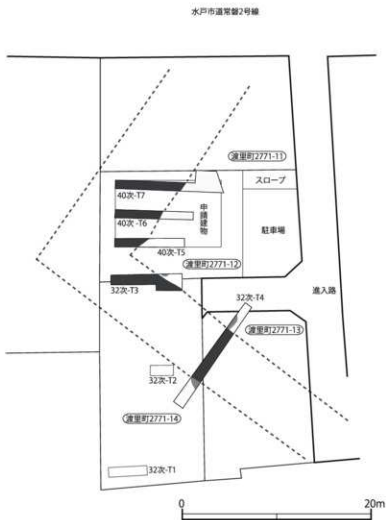 水戸市道常磐2号線
渡里町2771-11
スロープ
40次-T7
40次-T6
申請建物
駐車場
40次-T5
渡里町2771-12
32次-T3
32次-T4
進入路
渡里町2771-13
32次-T2
渡里町2771-14
32次-T1
0
20m